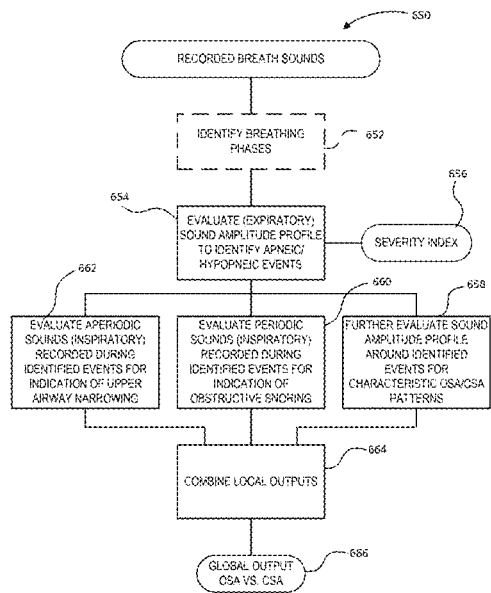 650
RECORDED BREATH SOUNDS
652
IDENTIFY BREATHING
PHASES
654
656
EVALUATE (EXPIRATORY)
SOUND AMPLITUDE PROFILE
TO IDENTIFY APNEIC/
HYPOPNEIC EVENTS
SEVERITY INDEX
662
660
658
EVALUATE APERIODIC
SOUNDS (INSPIRATORY)
RECORDED DURING
IDENTIFIED EVENTS FOR
INDICATION OF UPPER
AIRWAY NARROWING
EVALUATE PERIODIC
SOUNDS (INSPIRATORY)
RECORDED DURING
IDENTIFIED EVENTS FOR
INDICATION OF
OBSTRUCTIVE SNORING
FURTHER EVALUATE SOUND
AMPLITUDE PROFILE
AROUND IDENTIFIED
EVENTS FOR
CHARACTERISTIC OSA/CSA
PATTERNS
664
COMBINE LOCAL OUTPUTS
666
GLOBAL OUTPUT
OSA VS. CSA